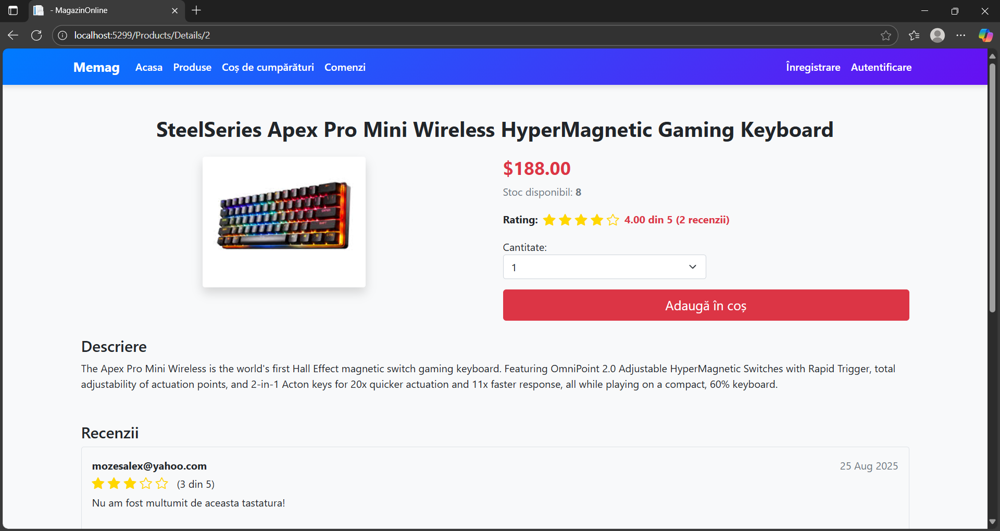 - MagazinOnline
localhost:5299/Products/Details/2
Memag Acasa Produse Coș de cumpărături Comenzi Înregistrare Autentificare
SteelSeries Apex Pro Mini Wireless HyperMagnetic Gaming Keyboard
$188.00
Stoc disponibil: 8
Rating: 4.00 din 5 (2 recenzii)
Cantitate:
1
Adaugă în coș
Descriere
The Apex Pro Mini Wireless is the world's first Hall Effect magnetic switch gaming keyboard. Featuring OmniPoint 2.0 Adjustable HyperMagnetic Switches with Rapid Trigger, total
adjustability of actuation points, and 2-in-1 Acton keys for 20x quicker actuation and 11x faster response, all while playing on a compact, 60% keyboard.
Recenzii
mozesalex@yahoo.com 25 Aug 2025
(3 din 5)
Nu am fost multumit de aceasta tastatura!